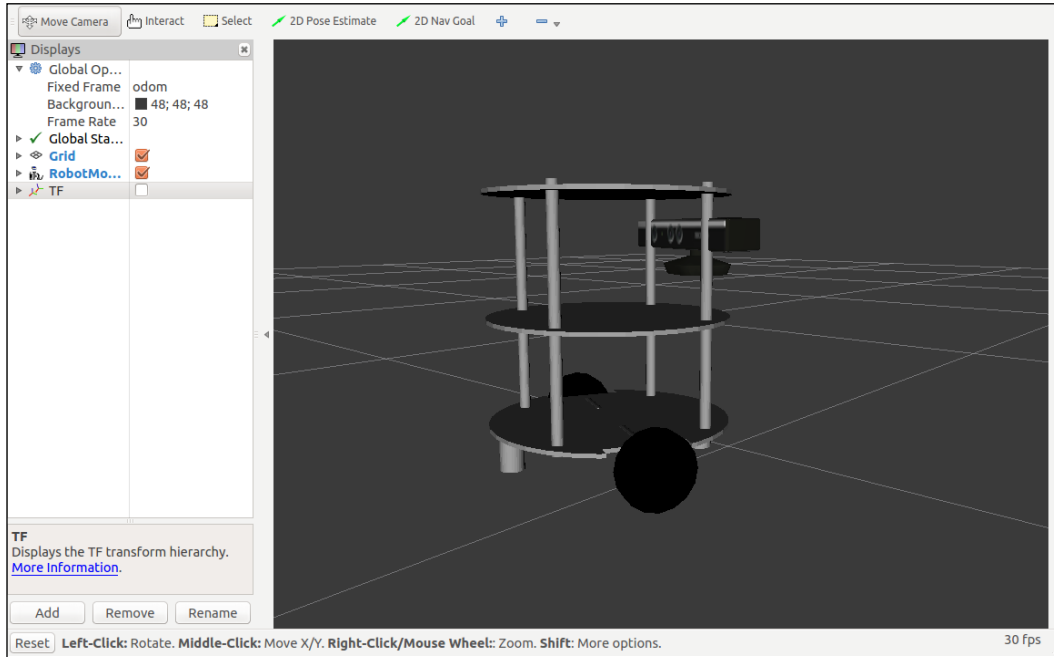 Move Camera Interact Select 2D Pose Estimate 2D Nav Goal
Displays
Global Op...
Fixed Frame odom
Backgroun... 48; 48; 48
Frame Rate 30
Global Sta...
Grid
RobotMo...
TF
TF
Displays the TF transform hierarchy.
More Information.
Add Remove Rename
Reset Left-Click: Rotate. Middle-Click: Move X/Y. Right-Click/Mouse Wheel:: Zoom. Shift: More options. 30 fps